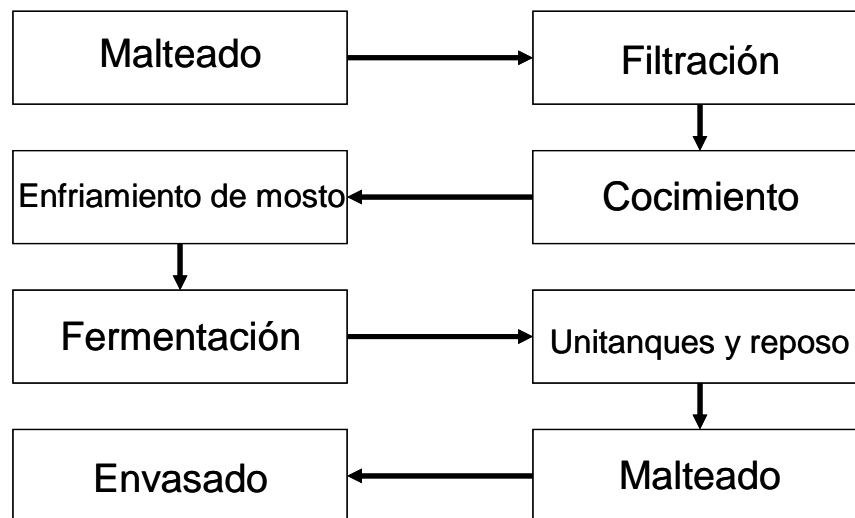 Malteado
Filtración
Cocimiento
Enfriamiento de mosto
Fermentación
Unitanques y reposo
Malteado
Envasado